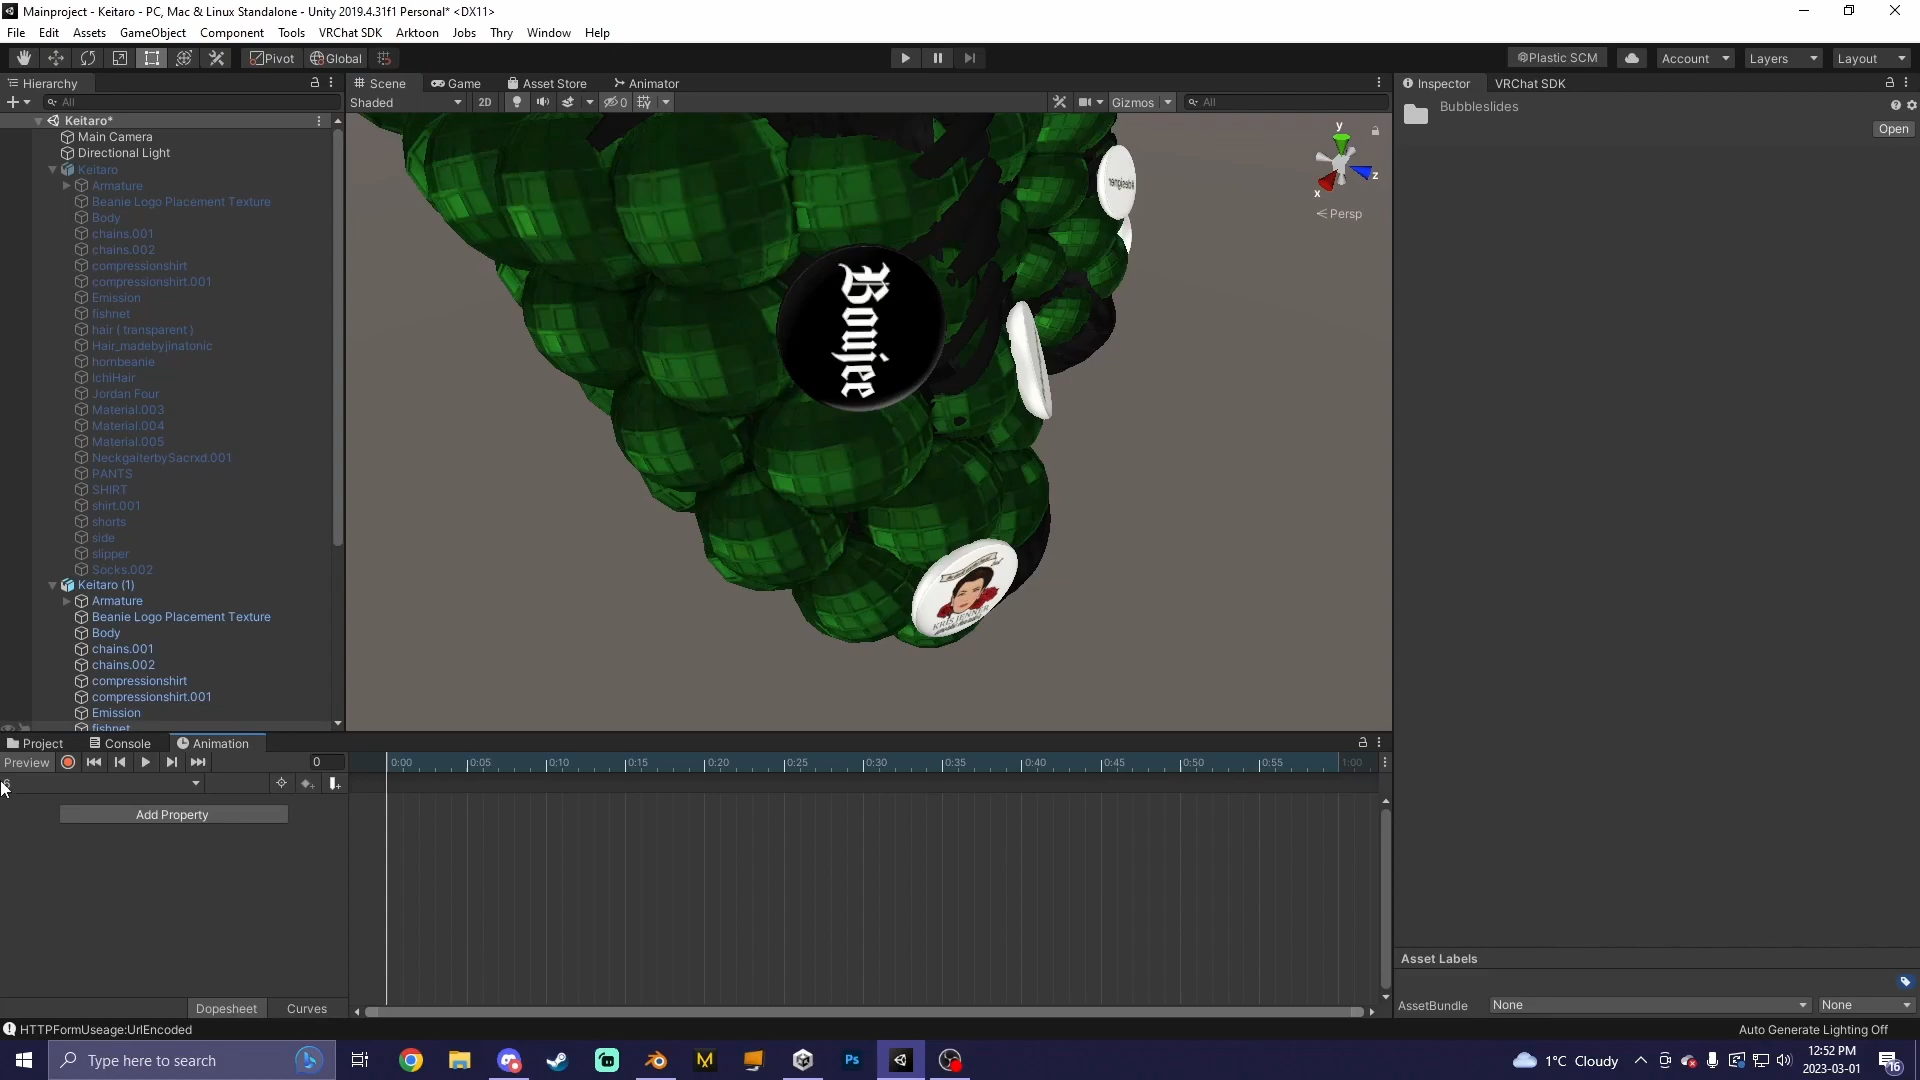 Mainproject - Keitaro - PC, Mac & Linux Standalone - Unity 2019.4.31f1 Personal* <DX11>
File Edit Assets GameObject Component Tools VRChat SDK Arktoon Jobs Thry Window Help
Pivot Global Plastic SCM Account Layers Layout
Hierarchy Scene Game Asset Store Animator Inspector VRChat SDK
All Shaded 2D 0 Gizmos All Bubbleslides
Open
Keitaro*
Main Camera
Directional Light
Keitaro
Armature
Beanie Logo Placement Texture
Body
chains.001
chains.002
compressionshirt
compressionshirt.001
Emission
fishnet
hair ( transparent )
Hair_madebyjinatonic
hornbeanie
IchiHair
Jordan Four
Material.003
Material.004
Material.005
NeckgaiterbySacrxd.001
PANTS
SHIRT
shirt.001
shorts
side
slipper
Socks.002
Keitaro (1)
Armature
Beanie Logo Placement Texture
Body
chains.001
chains.002
compressionshirt
compressionshirt.001
Emission
fishnet
y
z
x
Persp
Boujee
KRIS JENNER
Project Console Animation
Preview 0 0:00 0:05 0:10 0:15 0:20 0:25 0:30 0:35 0:40 0:45 0:50 0:55 1:00
Add Property
Dopesheet Curves
Asset Labels
AssetBundle None None
HTTPFormUseage:UrlEncoded
Auto Generate Lighting Off
Type here to search
Ps
1°C Cloudy
12:52 PM
2023-03-01
16